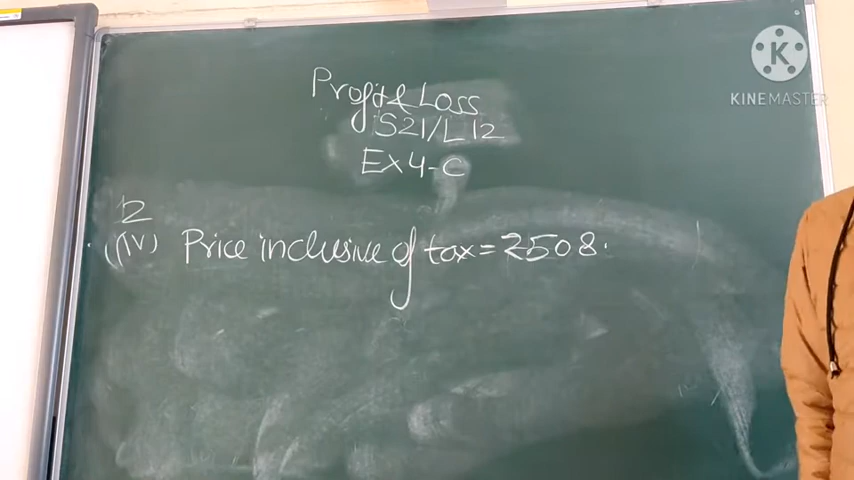 Profit & Loss
S21/L12
Ex 4-C
2
(iv) Price inclusive of tax = 2508.
K
KINEMASTER